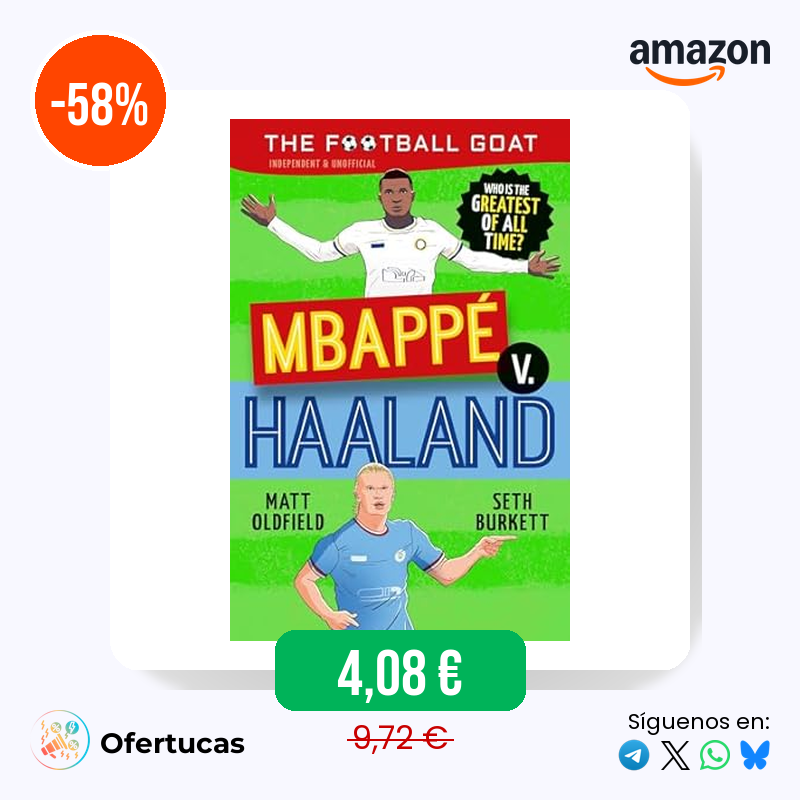 -58%
amazon
THE FOOTBALL GOAT
INDEPENDENT & UNOFFICIAL
WHO IS THE
GREATEST
OF ALL
TIME?
MBAPPÉ
V.
HAALAND
MATT
OLDFIELD
SETH
BURKETT
4,08 €
9,72 €
Ofertucas
Síguenos en: